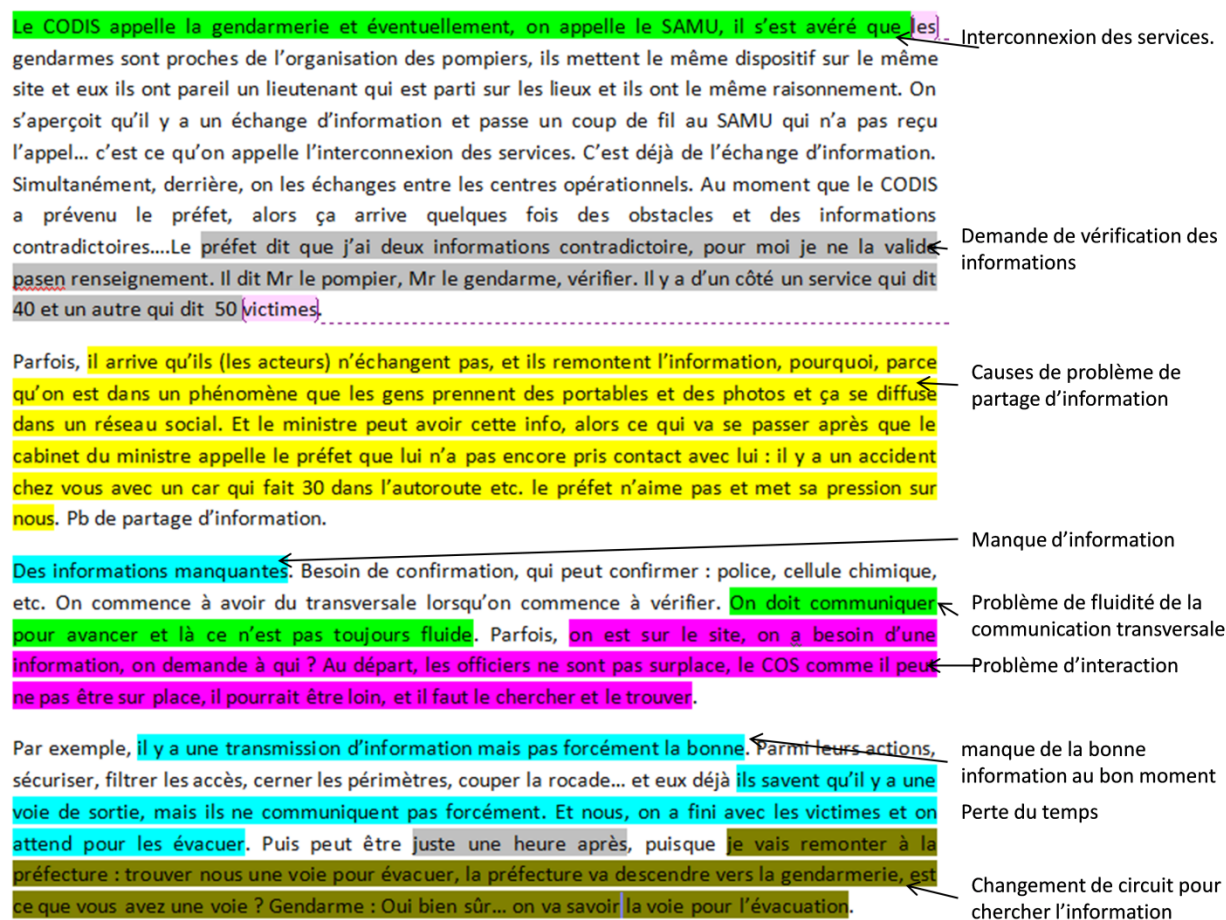 Le CODIS appelle la gendarmerie et éventuellement, on appelle le SAMU, il s'est avéré que les
Interconnexion des services.
gendarmes sont proches de l'organisation des pompiers, ils mettent le même dispositif sur le même
site et eux ils ont pareil un lieutenant qui est parti sur les lieux et ils ont le même raisonnement. On
s'aperçoit qu'il y a un échange d'information et passe un coup de fil au SAMU qui n'a pas reçu
l'appel… c'est ce qu'on appelle l'interconnexion des services. C'est déjà de l'échange d'information.
Simultanément, derrière, on les échanges entre les centres opérationnels. Au moment que le CODIS
a prévenu le préfet, alors ça arrive quelques fois des obstacles et des informations
contradictoires….Le préfet dit que j'ai deux informations contradictoire, pour moi je ne la valide
pasen renseignement. Il dit Mr le pompier, Mr le gendarme, vérifier. Il y a d'un côté un service qui dit
40 et un autre qui dit 50 victimes.
Demande de vérification des
informations
Parfois, il arrive qu'ils (les acteurs) n'échangent pas, et ils remontent l'information, pourquoi, parce
qu'on est dans un phénomène que les gens prennent des portables et des photos et ça se diffuse
dans un réseau social. Et le ministre peut avoir cette info, alors ce qui va se passer après que le
cabinet du ministre appelle le préfet que lui n'a pas encore pris contact avec lui : il y a un accident
chez vous avec un car qui fait 30 dans l'autoroute etc. le préfet n'aime pas et met sa pression sur
nous. Pb de partage d'information.
Causes de problème de
partage d'information
Des informations manquantes. Besoin de confirmation, qui peut confirmer : police, cellule chimique,
etc. On commence à avoir du transversale lorsqu'on commence à vérifier. On doit communiquer
pour avancer et là ce n'est pas toujours fluide. Parfois, on est sur le site, on a besoin d'une
information, on demande à qui ? Au départ, les officiers ne sont pas surplace, le COS comme il peut
ne pas être sur place, il pourrait être loin, et il faut le chercher et le trouver.
Manque d'information
Problème de fluidité de la
communication transversale
Problème d'interaction
Par exemple, il y a une transmission d'information mais pas forcément la bonne. Parmi leurs actions,
sécuriser, filtrer les accès, cerner les périmètres, couper la rocade… et eux déjà ils savent qu'il y a une
voie de sortie, mais ils ne communiquent pas forcément. Et nous, on a fini avec les victimes et on
attend pour les évacuer. Puis peut être juste une heure après, puisque je vais remonter à la
préfecture : trouver nous une voie pour évacuer, la préfecture va descendre vers la gendarmerie, est
ce que vous avez une voie ? Gendarme : Oui bien sûr… on va savoir la voie pour l'évacuation.
manque de la bonne
information au bon moment
Perte du temps
Changement de circuit pour
chercher l'information